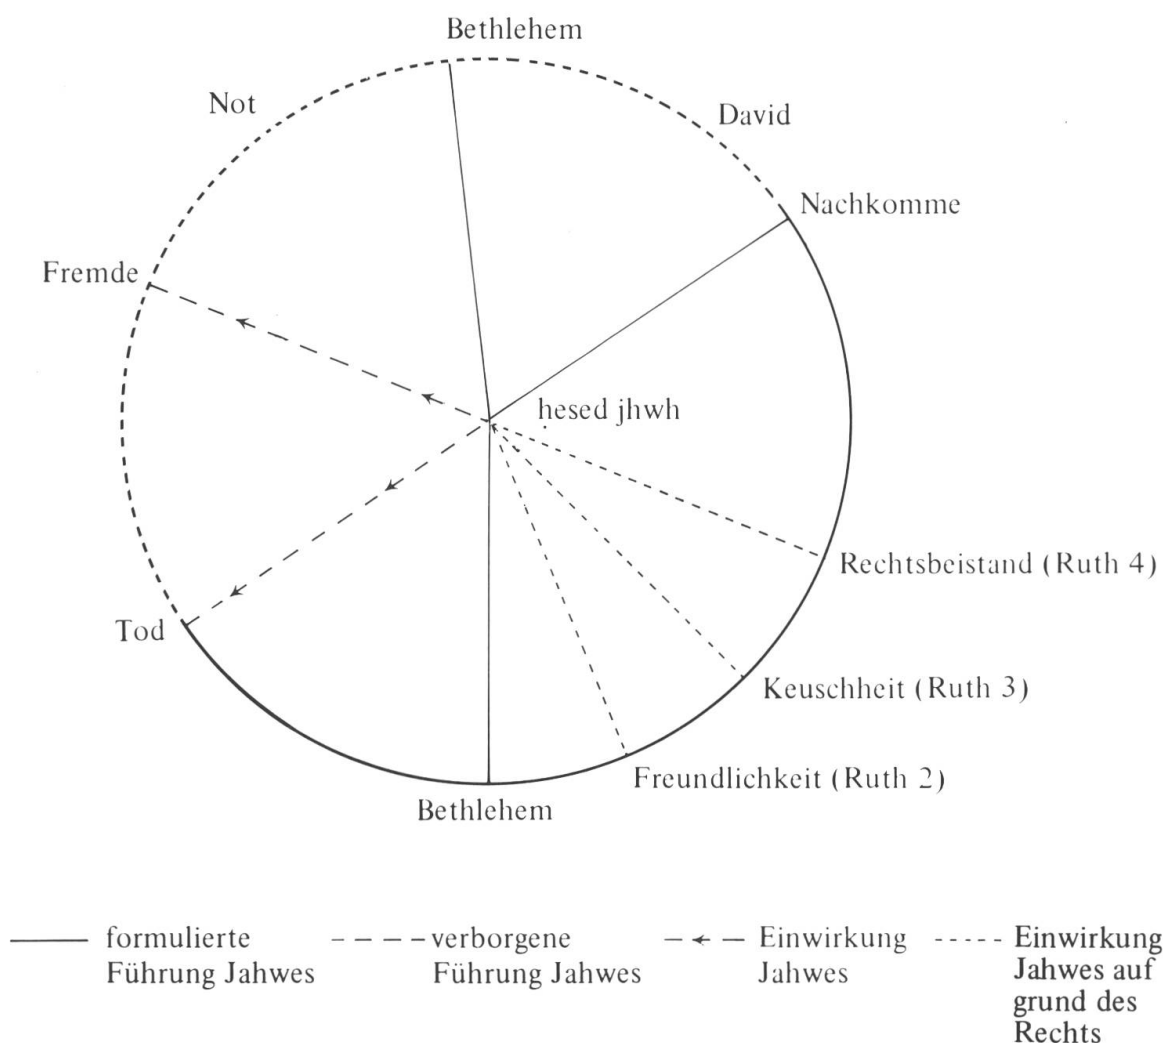 Bethlehem
Not
David
Nachkomme
Fremde
hesed jhwh
Rechtsbeistand (Ruth 4)
Tod
Keuschheit (Ruth 3)
Freundlichkeit (Ruth 2)
Bethlehem
formulierte
Führung Jahwes
verborgene
Führung Jahwes
Einwirkung
Jahwes
Einwirkung
Jahwes auf
grund des
Rechts